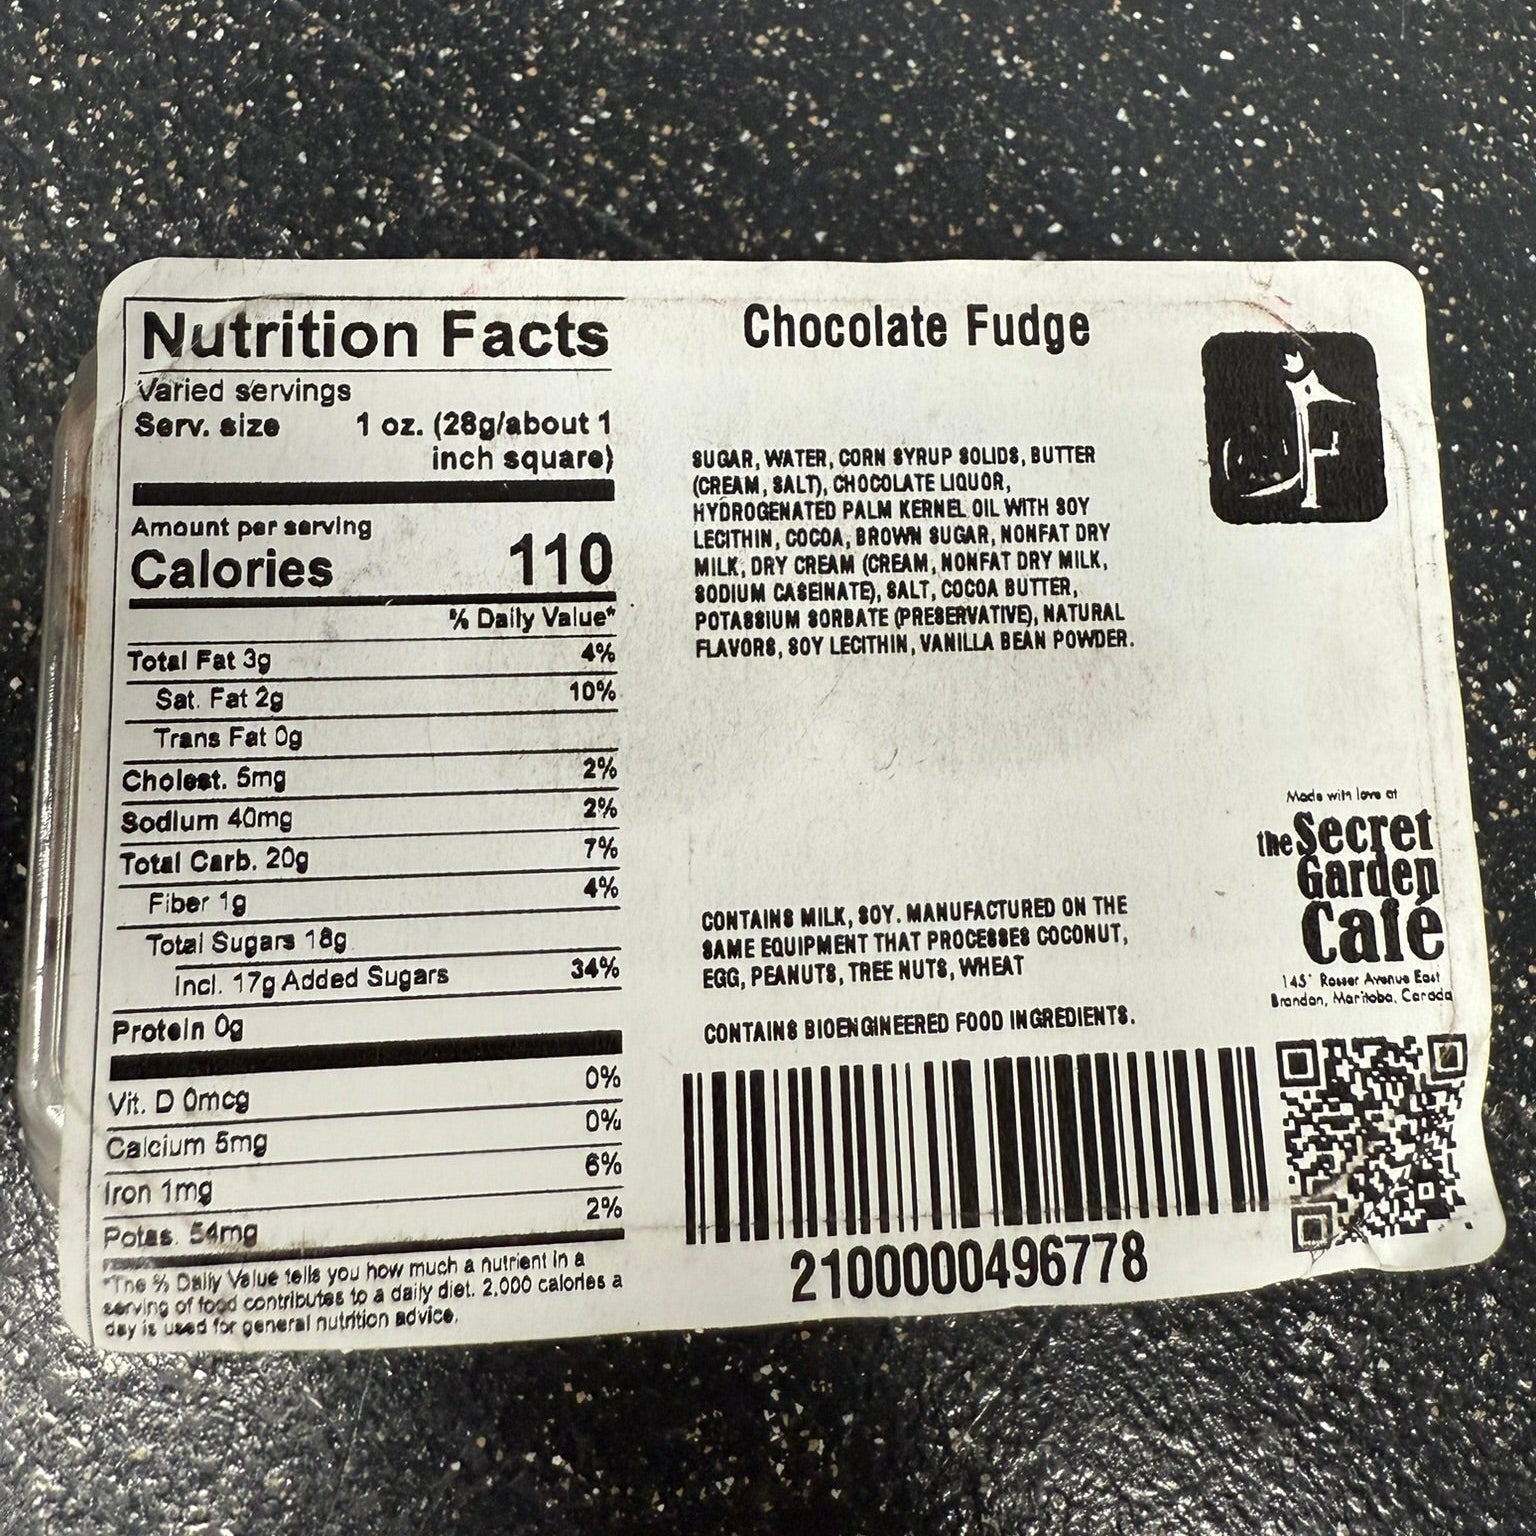 Nutrition Facts
Varied servings
Serv. size 1 oz. (28g/about 1
inch square)
Amount per serving
Calories 110
% Daily Value*
Total Fat 3g 4%
Sat. Fat 2g 10%
Trans Fat 0g
Cholest. 5mg 2%
Sodium 40mg 2%
Total Carb. 20g 7%
Fiber 1g 4%
Total Sugars 18g
Incl. 17g Added Sugars 34%
Protein 0g
Vit. D 0mcg 0%
Calcium 5mg 0%
Iron 1mg 6%
Potas. 54mg 2%
*The % Daily Value tells you how much a nutrient in a
serving of food contributes to a daily diet. 2,000 calories a
day is used for general nutrition advice.
Chocolate Fudge
SUGAR, WATER, CORN SYRUP SOLIDS, BUTTER
(CREAM, SALT), CHOCOLATE LIQUOR,
HYDROGENATED PALM KERNEL OIL WITH SOY
LECITHIN, COCOA, BROWN SUGAR, NONFAT DRY
MILK, DRY CREAM (CREAM, NONFAT DRY MILK,
SODIUM CASEINATE), SALT, COCOA BUTTER,
POTASSIUM SORBATE (PRESERVATIVE), NATURAL
FLAVORS, SOY LECITHIN, VANILLA BEAN POWDER.
CONTAINS MILK, SOY. MANUFACTURED ON THE
SAME EQUIPMENT THAT PROCESSES COCONUT,
EGG, PEANUTS, TREE NUTS, WHEAT
CONTAINS BIOENGINEERED FOOD INGREDIENTS.
2100000496778
Made with love at
the Secret
Garden
Café
Rosser Avenue East
Brandon, Manitoba, Canada